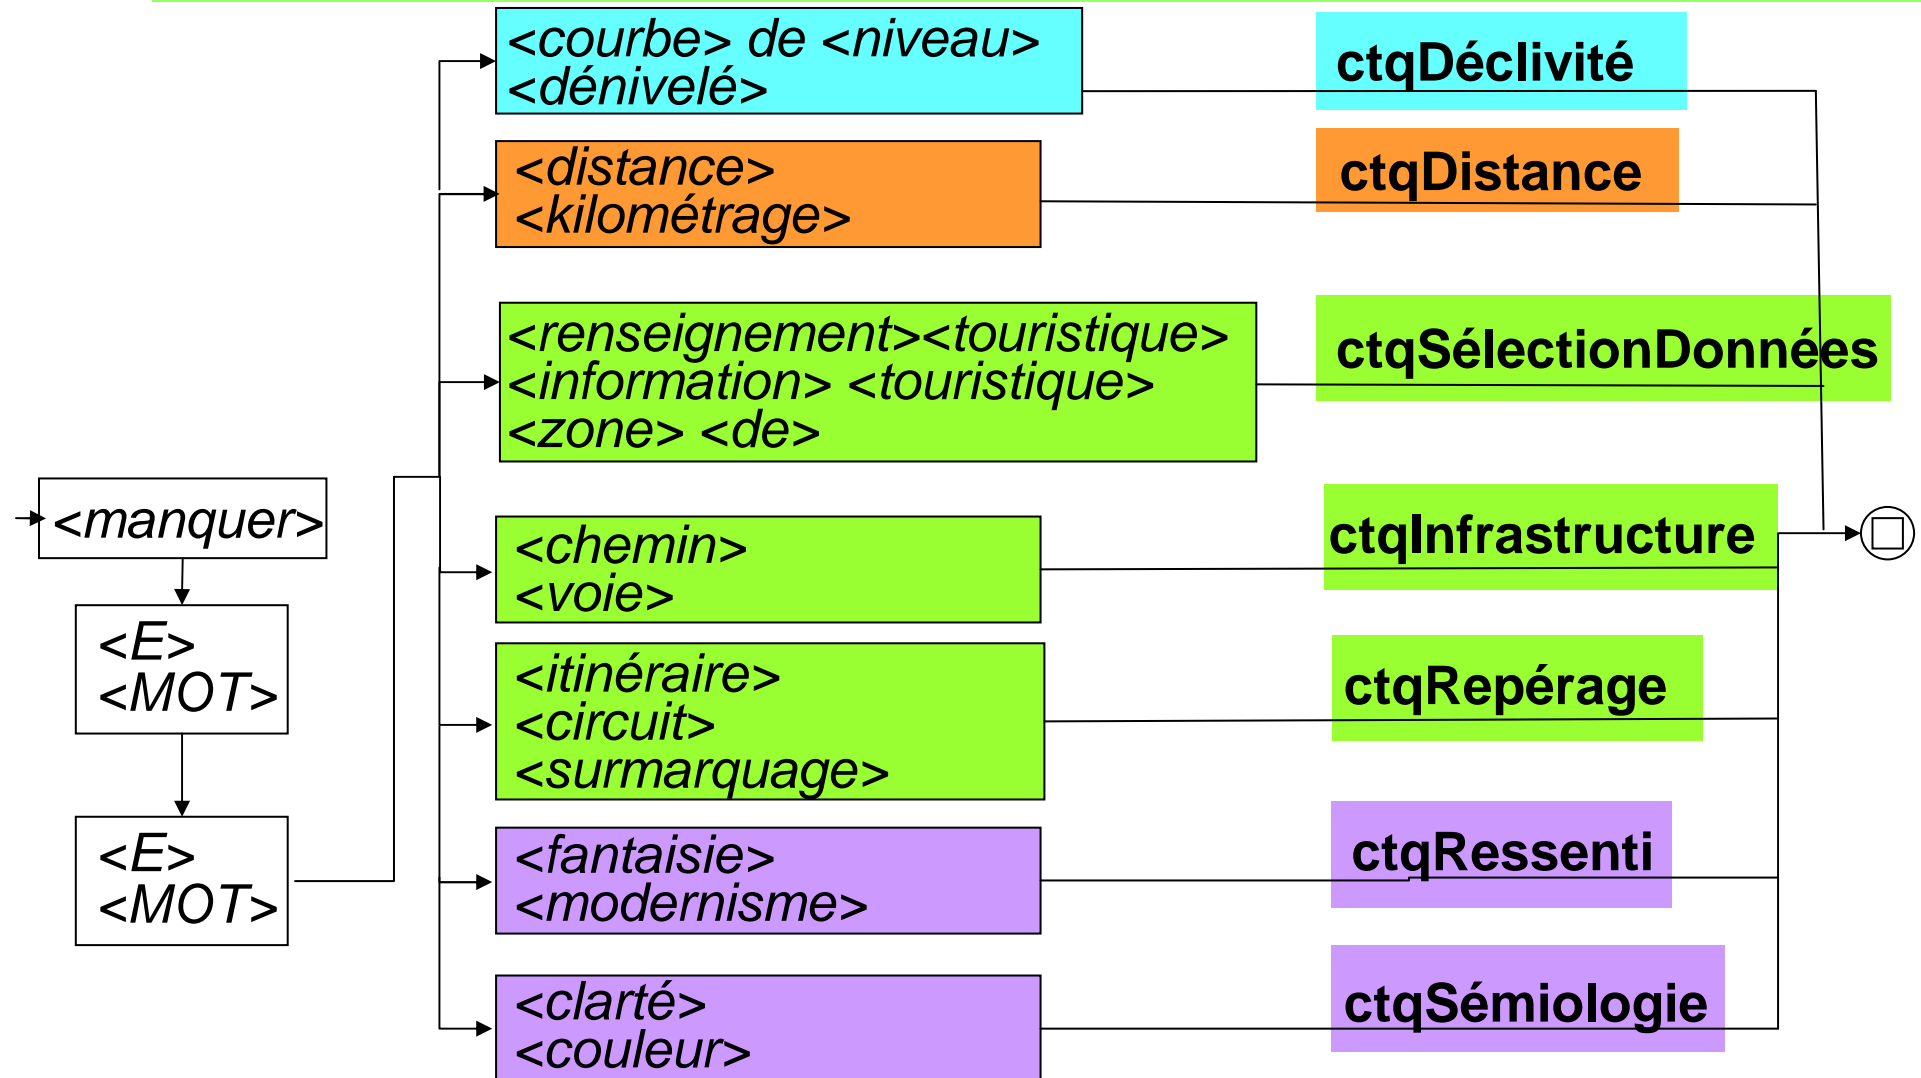 <courbe> de <niveau>
<dénivelé>
ctqDéclivité
<distance>
<kilométrage>
ctqDistance
<renseignement><touristique>
<information> <touristique>
<zone> <de>
ctqSélectionDonnées
<manquer>
<E>
<MOT>
<E>
<MOT>
<chemin>
<voie>
ctqInfrastructure
<itinéraire>
<circuit>
<surmarquage>
ctqRepérage
<fantaisie>
<modernisme>
ctqRessenti
<clarté>
<couleur>
ctqSémiologie